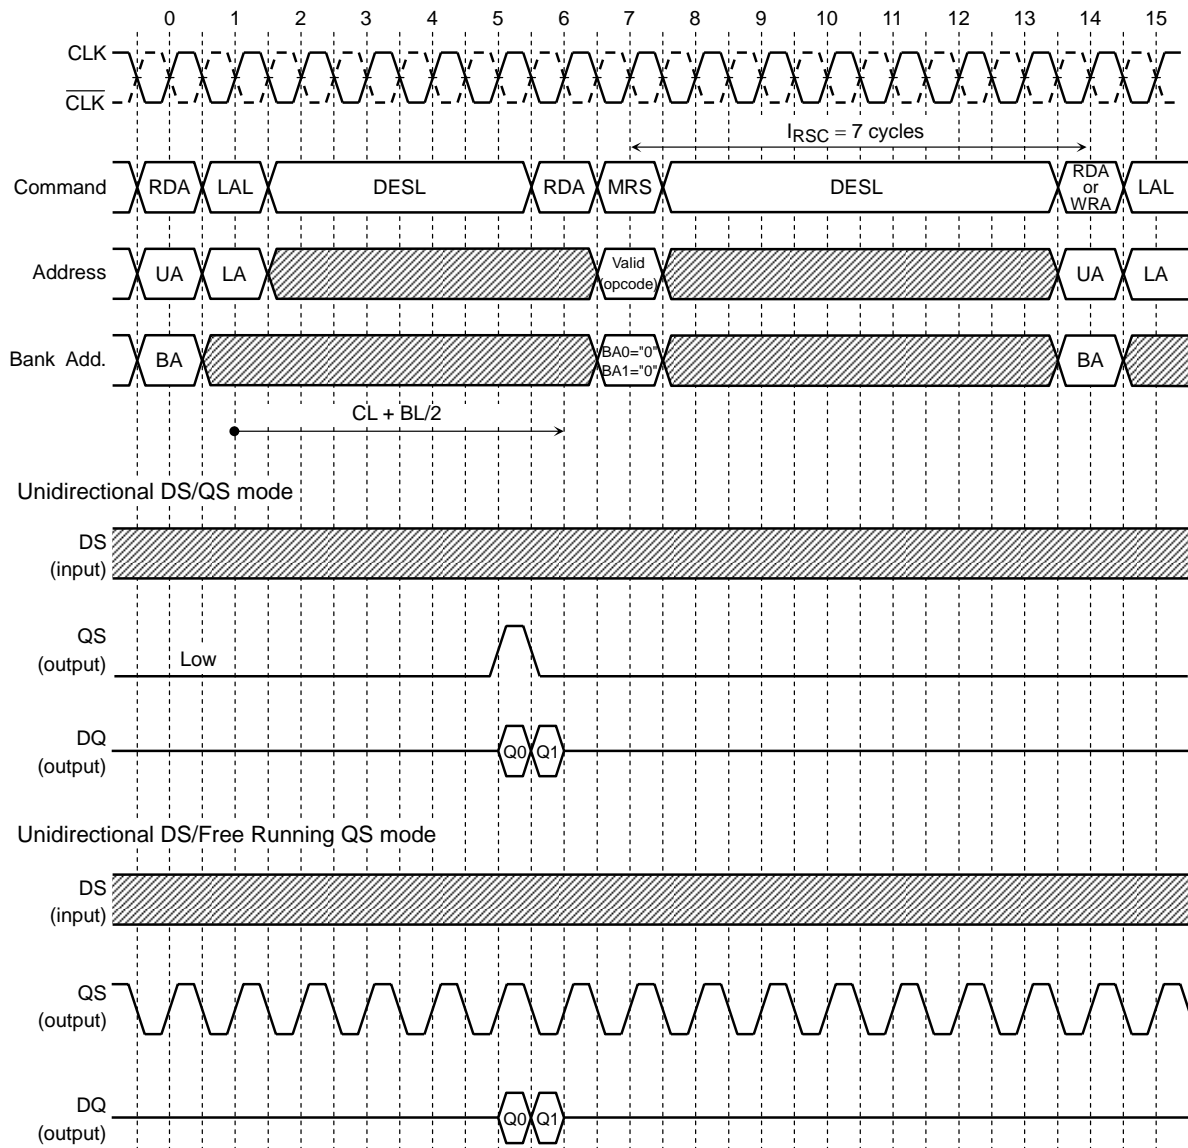 0 1 2 3 4 5 6 7 8 9 10 11 12 13 14 15
CLK
CLK
IRSC = 7 cycles
Command RDA LAL DESL RDA MRS DESL RDA or WRA LAL
Address UA LA Valid (opcode) UA LA
Bank Add. BA BA0="0" BA1="0" BA
CL + BL/2
Unidirectional DS/QS mode
DS
(input)
QS
(output)
Low
DQ
(output)
Q0 Q1
Unidirectional DS/Free Running QS mode
DS
(input)
QS
(output)
DQ
(output)
Q0 Q1